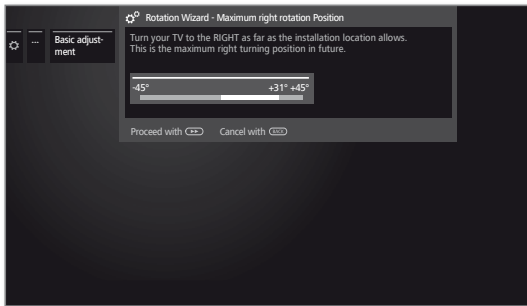 Rotation Wizard - Maximum right rotation Position
...
Basic adjust-
ment
Turn your TV to the RIGHT as far as the installation location allows.
This is the maximum right turning position in future.
-45° +31° +45°
Proceed with Cancel with BACK